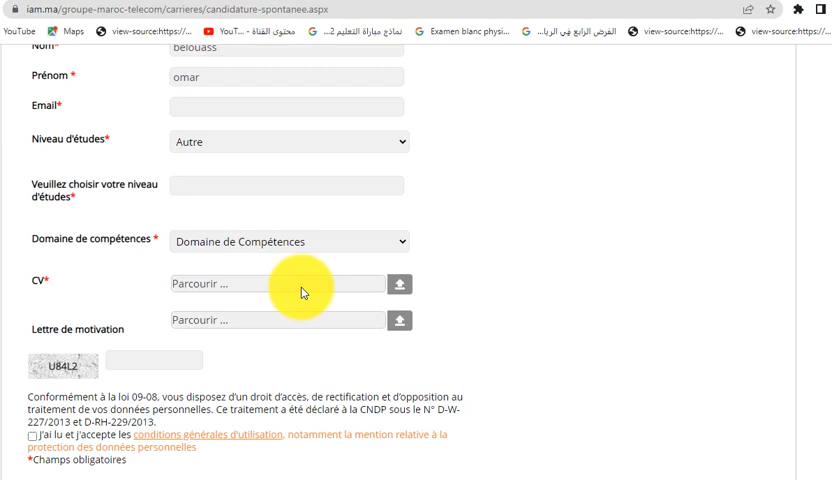 iam.ma/groupe-maroc-telecom/carrieres/candidature-spontanee.aspx
YouTube Maps view-source:https://... محتوى القناة - YouT... نماذج مباراة التعليم 2... Examen blanc physi... الفرض الرابع في الريا... view-source:https://... view-source:https://...
Nom* belouass
Prénom * omar
Email*
Niveau d'études* Autre
Veuillez choisir votre niveau
d'études*
Domaine de compétences * Domaine de Compétences
CV* Parcourir ...
Lettre de motivation Parcourir ...
U84L2
Conformément à la loi 09-08, vous disposez d'un droit d'accès, de rectification et d'opposition au
traitement de vos données personnelles. Ce traitement a été déclaré à la CNDP sous le N° D-W-
227/2013 et D-RH-229/2013.
J'ai lu et j'accepte les conditions générales d'utilisation, notamment la mention relative à la
protection des données personnelles
*Champs obligatoires